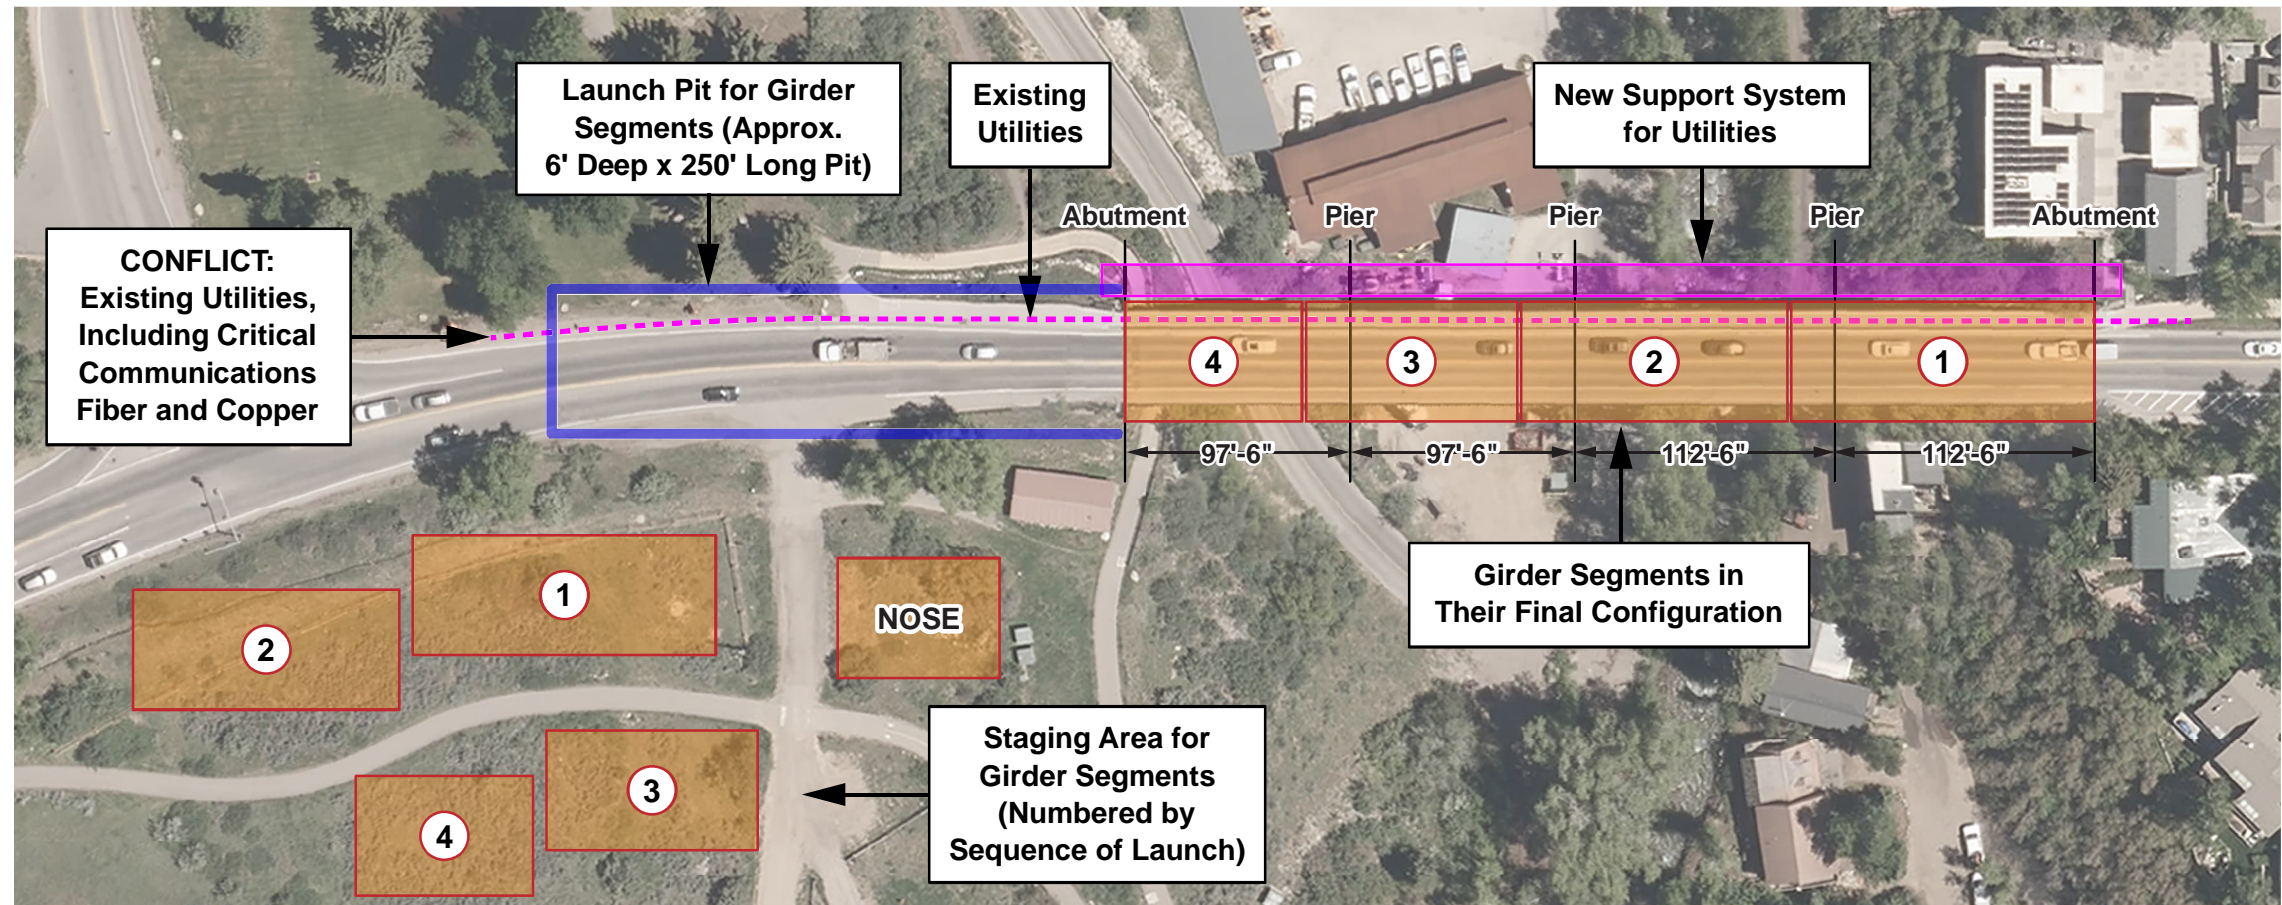 Launch Pit for Girder
Segments (Approx.
6' Deep x 250' Long Pit)
Existing
Utilities
New Support System
for Utilities
Abutment
Pier
Pier
Pier
Abutment
CONFLICT:
Existing Utilities,
Including Critical
Communications
Fiber and Copper
4
3
2
1
97'-6"
97'-6"
112'-6"
112'-6"
Girder Segments in
Their Final Configuration
1
2
NOSE
3
4
Staging Area for
Girder Segments
(Numbered by
Sequence of Launch)